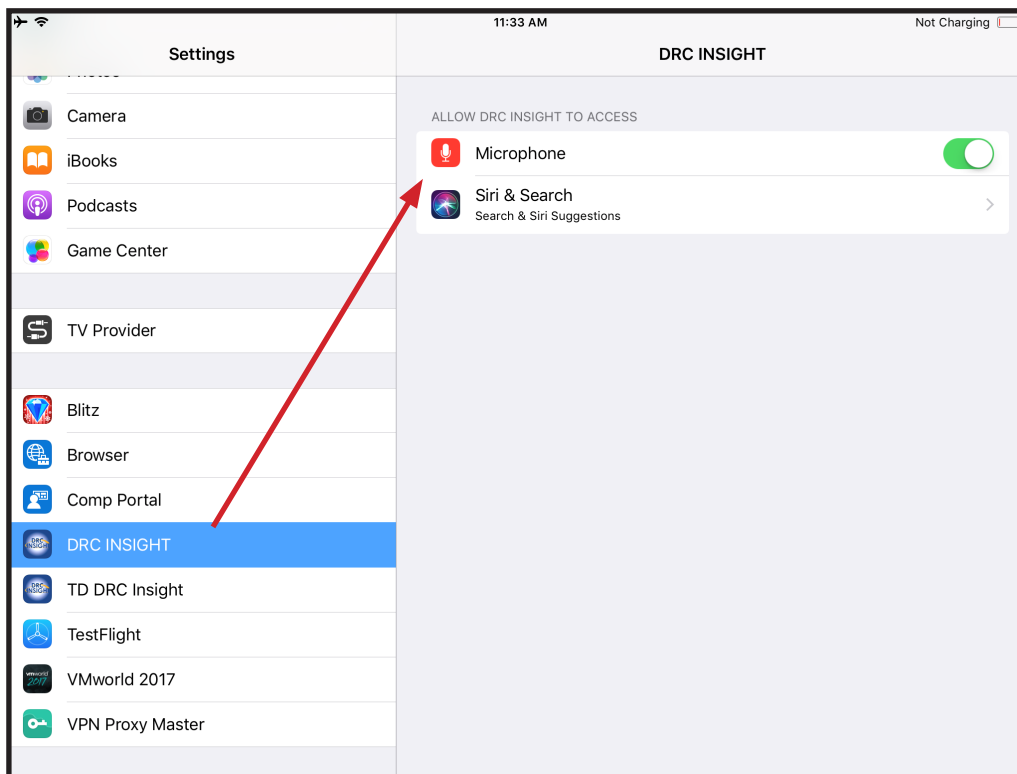 11:33 AM
Not Charging
Settings
DRC INSIGHT
Camera
iBooks
Podcasts
Game Center
TV Provider
Blitz
Browser
Comp Portal
DRC INSIGHT
TD DRC Insight
TestFlight
VMworld 2017
VPN Proxy Master
ALLOW DRC INSIGHT TO ACCESS
Microphone
Siri & Search
Search & Siri Suggestions